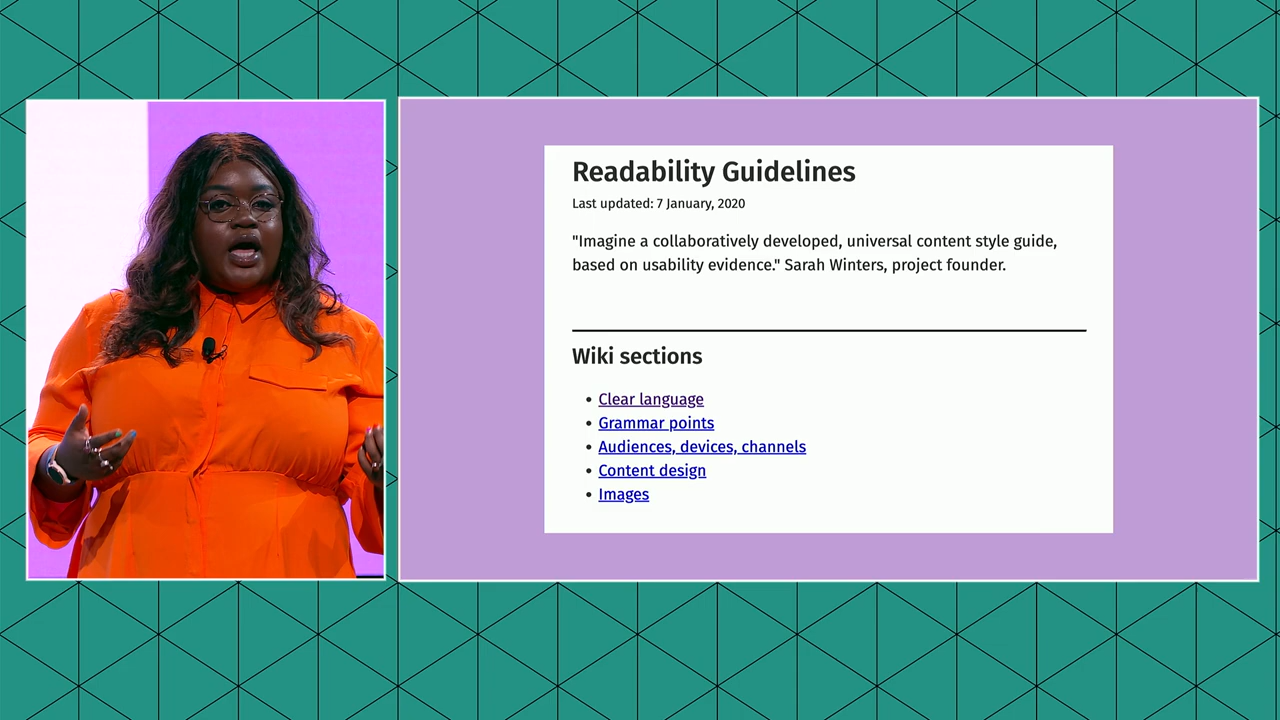 Readability Guidelines
Last updated: 7 January, 2020
"Imagine a collaboratively developed, universal content style guide,
based on usability evidence." Sarah Winters, project founder.
Wiki sections
• Clear language
• Grammar points
• Audiences, devices, channels
• Content design
• Images